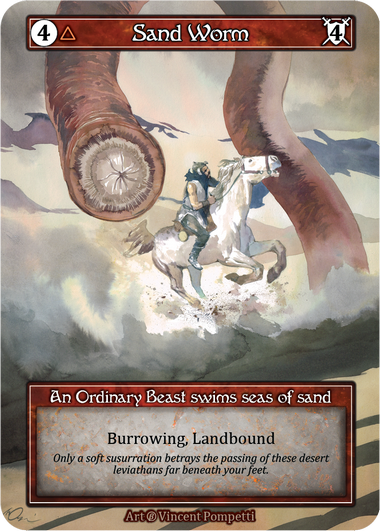 4 Sand Worm 4
An Ordinary Beast swims seas of sand
Burrowing, Landbound
Only a soft susurration betrays the passing of these desert
leviathans far beneath your feet.
Art @ Vincent Pompetti